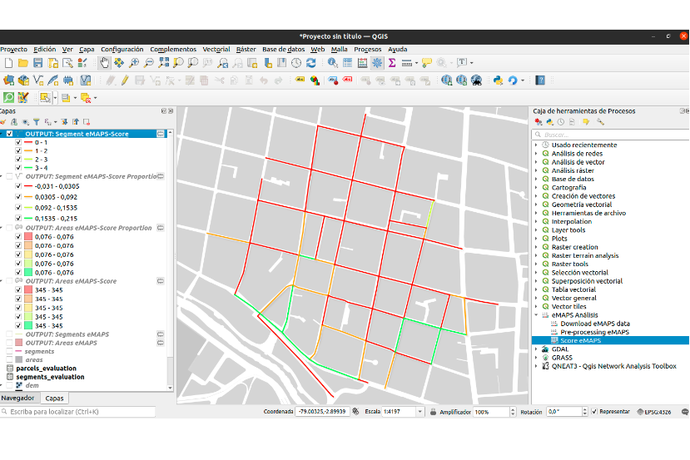 *Proyecto sin título — QGIS
Proyecto Edición Ver Capa Configuración Complementos Vectorial Ráster Base de datos Web Malla Procesos Ayuda
Capas
OUTPUT: Segment eMAPS-Score
0 - 1
1 - 2
2 - 3
3 - 4
OUTPUT: Segment eMAPS-Score Proportio
-0,031 - 0,0305
0,0305 - 0,092
0,092 - 0,1535
0,1535 - 0,215
OUTPUT: Areas eMAPS-Score Proportion
0,076 - 0,076
0,076 - 0,076
0,076 - 0,076
0,076 - 0,076
0,076 - 0,076
OUTPUT: Areas eMAPS-Score
345 - 345
345 - 345
345 - 345
345 - 345
345 - 345
OUTPUT: Segments eMAPS
OUTPUT: Areas eMAPS
segments
areas
parcels_evaluation
segments_evaluation
dem
Navegador Capas
Caja de herramientas de Procesos
Buscar...
Usado recientemente
Análisis de redes
Análisis de vector
Análisis ráster
Base de datos
Cartografía
Creación de vectores
Geometría vectorial
Herramientas de archivo
Interpolation
Layer tools
Plots
Raster creation
Raster terrain analysis
Raster tools
Selección vectorial
Superposición vectorial
Tabla vectorial
Vector general
Vector tiles
eMAPS Análisis
Download eMAPS data
Pre-processing eMAPS
Score eMAPS
GDAL
GRASS
QNEAT3 - Qgis Network Analysis Toolbox
Escriba para localizar (Ctrl+K)
Coordenada -79.00325,-2.89939 Escala 1:4197 Amplificador 100% Rotación 0,0 ° Representar EPSG:4326